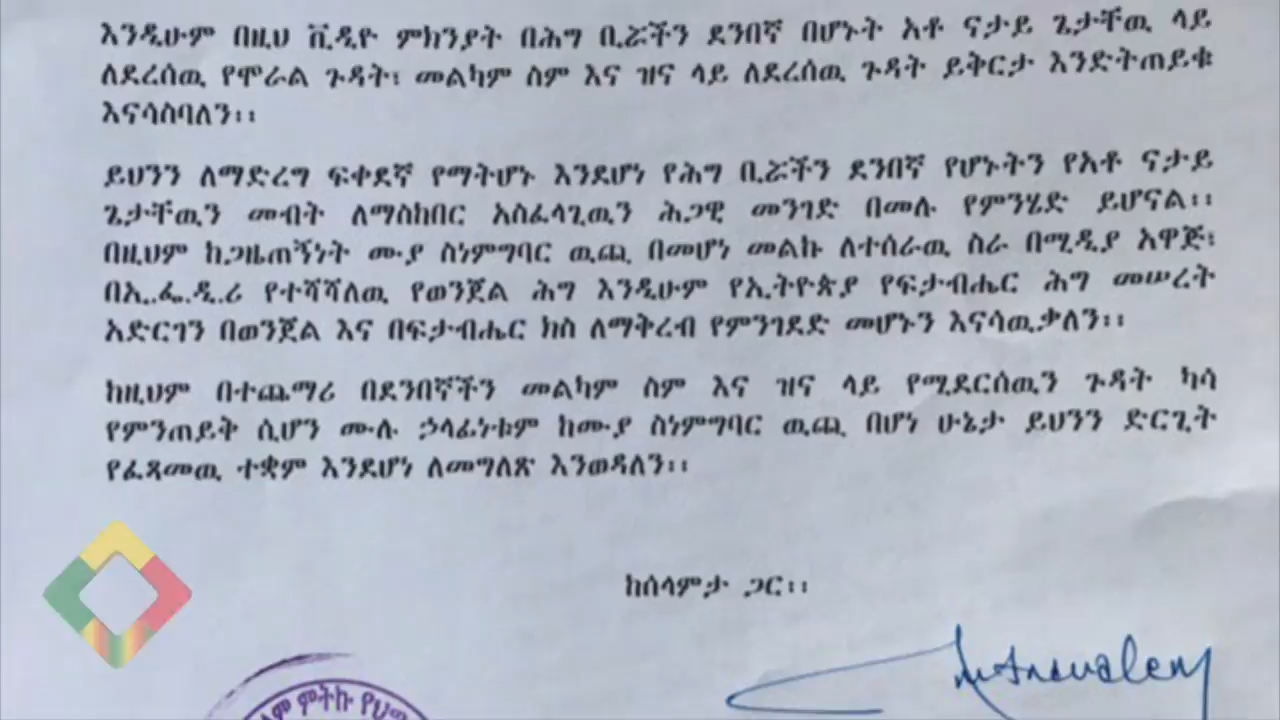 እንዲሁም በዚህ ቪዲዮ ምክንያት በሕግ ቢሯችን ደንበኛ በሆኑት አቶ ናታይ ጌታቸዉ ላይ
ለደረሰዉ የሞራል ጉዳት፣ መልካም ስም እና ዝና ላይ ለደረሰዉ ጉዳት ይቅርታ እንድትጠይቁ
እናሳስባለን፡፡
ይህንን ለማድረግ ፍቀደኛ የማትሆኑ እንደሆነ የሕግ ቢሯችን ደንበኛ የሆኑትን የአቶ ናታይ
ጌታቸዉን መብት ለማስከበር አስፈላጊዉን ሕጋዊ መንገድ በመሉ የምንሄድ ይሆናል፡፡
በዚህም ከጋዜጠኝነት ሙያ ስነምግባር ዉጪ በመሆነ መልኩ ለተሰራዉ ስራ በሚዲያ አዋጅ፣
በኢ.ፌ.ዲ.ሪ የተሻሻለዉ የወንጀል ሕግ እንዲሁም የኢትዮጵያ የፍታብሔር ሕግ መሠረት
አድርገን በወንጀል እና በፍታብሔር ክስ ለማቅረብ የምንገደድ መሆኑን እናሳዉቃለን፡፡
ከዚህም በተጨማሪ በደንበኛችን መልካም ስም እና ዝና ላይ የሚደርሰዉን ጉዳት ካሳ
የምንጠይቅ ሲሆን ሙሉ ኃላፊነቱም ከሙያ ስነምግባር ዉጪ በሆነ ሁኔታ ይህንን ድርጊት
የፈጸመዉ ተቋም እንደሆነ ለመግለጽ እንወዳለን፡፡
ከሰላምታ ጋር፡፡
ምትኩ